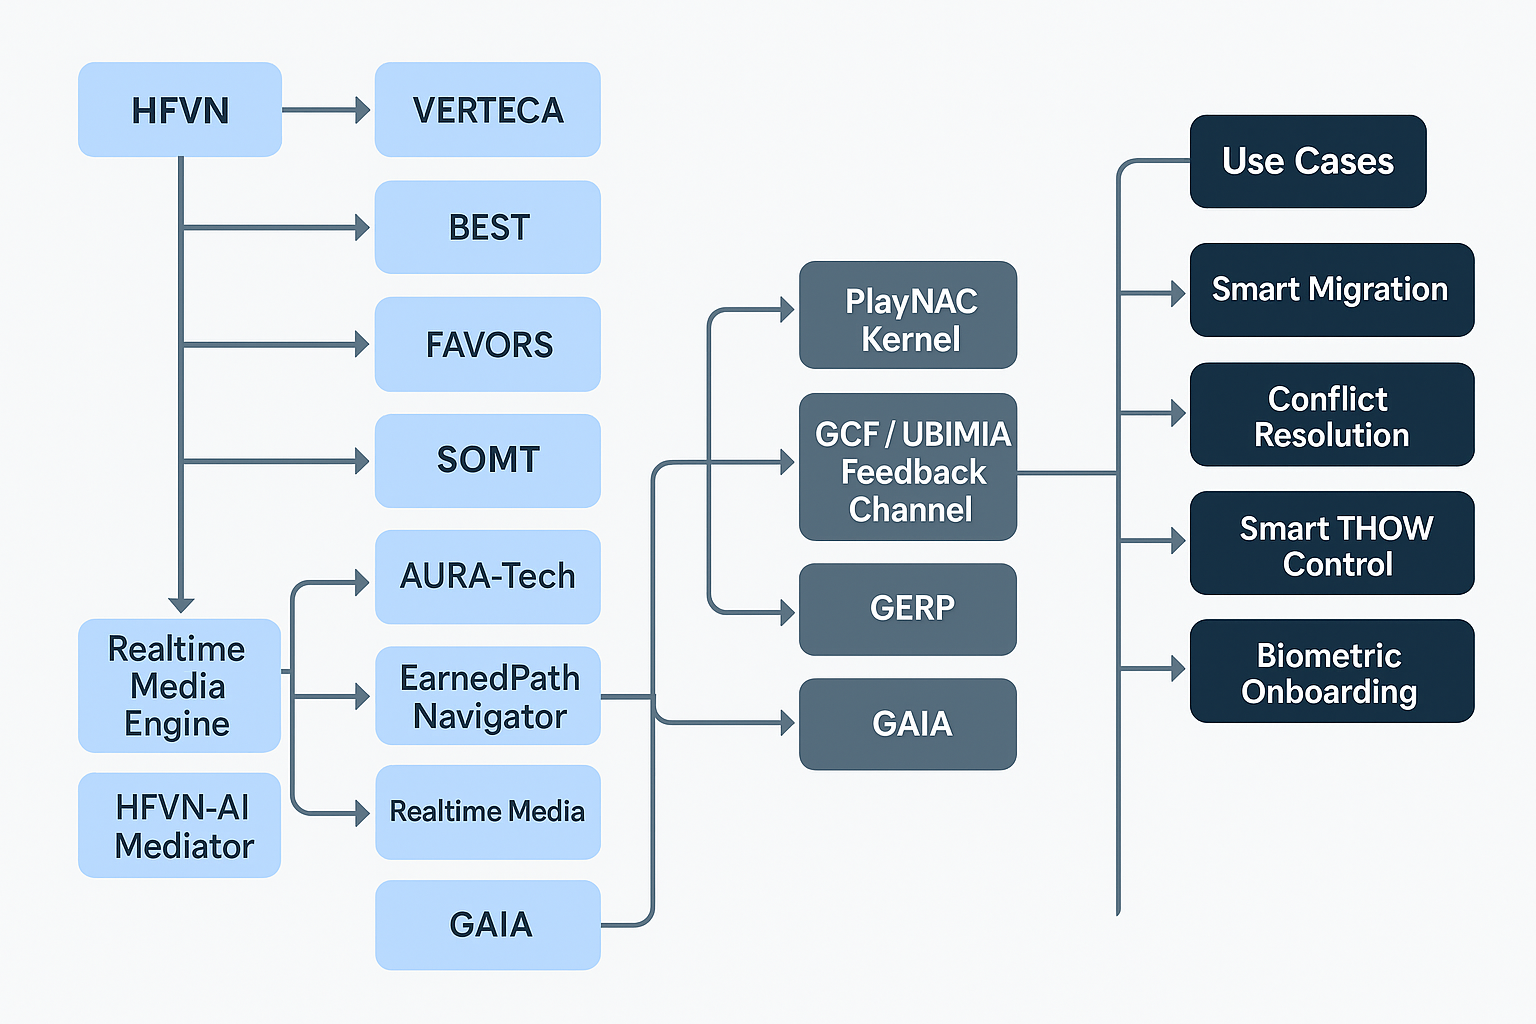 HFVN
VERTECA
BEST
FAVORS
SOMT
AURA-Tech
Realtime
Media
Engine
EarnedPath
Navigator
HFVN-AI
Mediator
Realtime Media
GAIA
PlayNAC
Kernel
GCF / UBIMIA
Feedback
Channel
GERP
GAIA
Use Cases
Smart Migration
Conflict
Resolution
Smart THOW
Control
Biometric
Onboarding